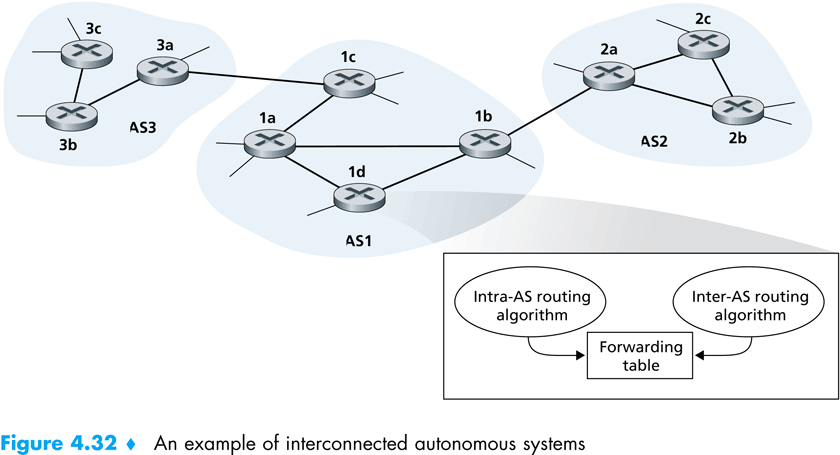 3c
3a
3b
AS3
1c
1a
1b
1d
AS1
2c
2a
2b
AS2
Intra-AS routing
algorithm
Inter-AS routing
algorithm
Forwarding
table
Figure 4.32 ♦ An example of interconnected autonomous systems